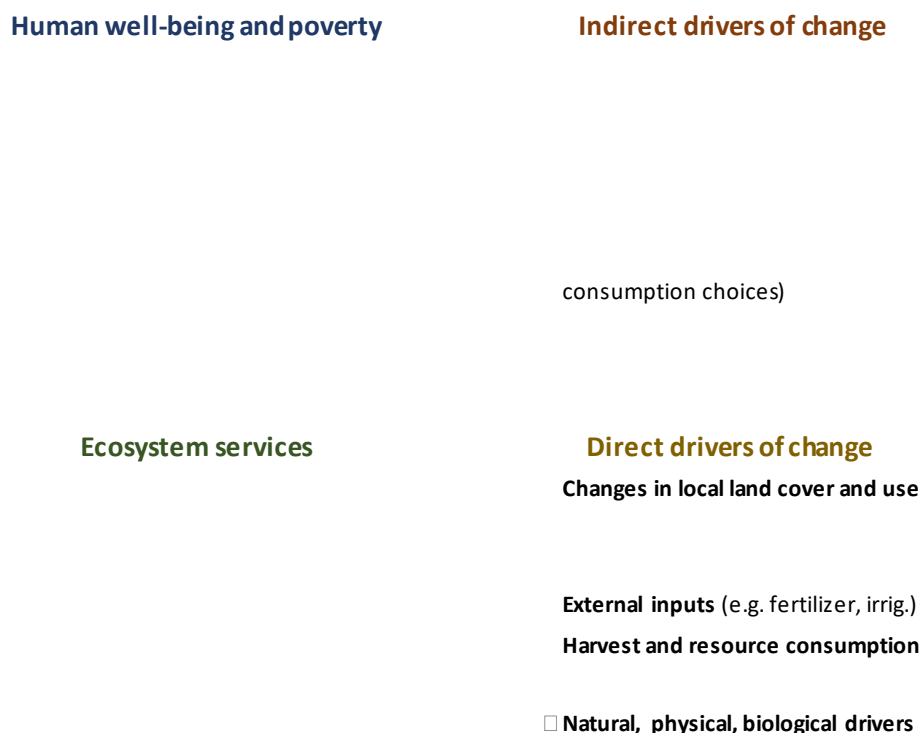 Human well-being and poverty
Indirect drivers of change
consumption choices)
Ecosystem services
Direct drivers of change
Changes in local land cover and use
External inputs (e.g. fertilizer, irrig.)
Harvest and resource consumption
Natural, physical, biological drivers